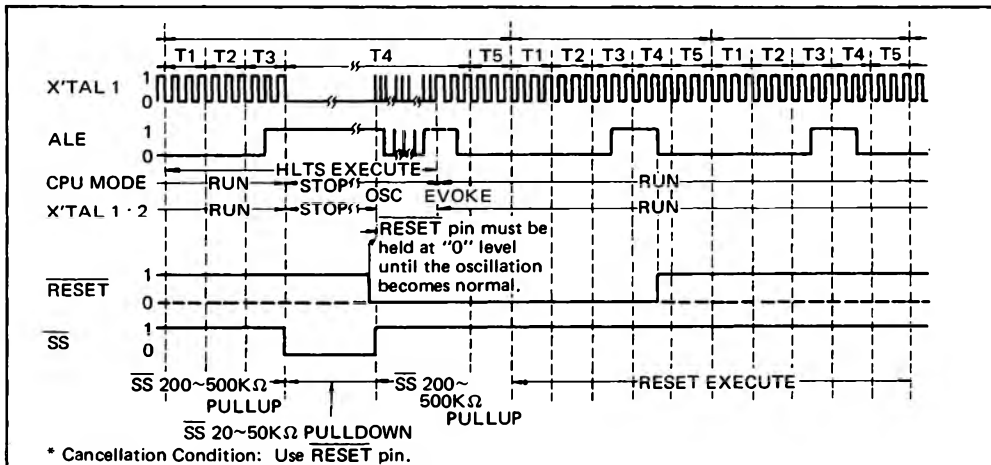 T1 T2 T3 T4 T5 T1 T2 T3 T4 T5 T1 T2 T3 T4 T5
X'TAL 1 1
0
ALE 1
0
HLTS EXECUTE
CPU MODE RUN STOP RUN
OSC EVOKE
X'TAL 1·2 RUN STOP OSC RUN
RESET pin must be
held at "0" level
until the oscillation
becomes normal.
RESET 1
0
SS 1
0
SS 200~500KΩ
PULLUP
SS 200~
500KΩ
PULLUP
RESET EXECUTE
SS 20~50KΩ PULLDOWN
* Cancellation Condition: Use RESET pin.